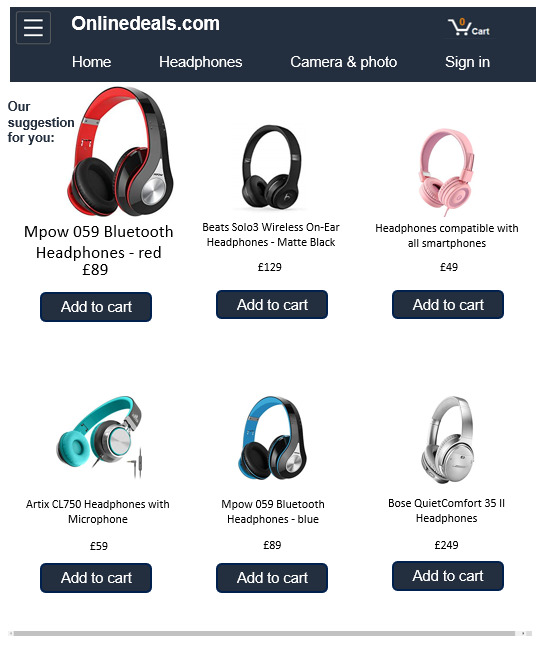 Onlinedeals.com
0
Cart
Home Headphones Camera & photo Sign in
Our
suggestion
for you:
Mpow 059 Bluetooth
Headphones - red
£89
Add to cart
Beats Solo3 Wireless On-Ear
Headphones - Matte Black
£129
Add to cart
Headphones compatible with
all smartphones
£49
Add to cart
Artix CL750 Headphones with
Microphone
£59
Add to cart
Mpow 059 Bluetooth
Headphones - blue
£89
Add to cart
Bose QuietComfort 35 II
Headphones
£249
Add to cart